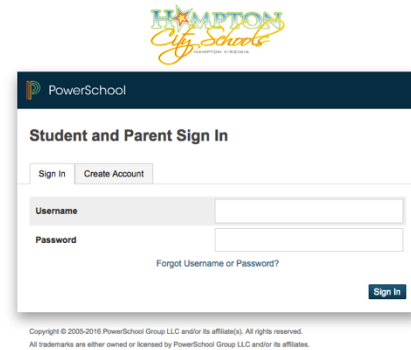 HAMPTON
City Schools
HAMPTON VIRGINIA
PowerSchool
Student and Parent Sign In
Sign In Create Account
Username
Password
Forgot Username or Password?
Sign In
Copyright © 2005-2016 PowerSchool Group LLC and/or its affiliate(s). All rights reserved.
All trademarks are either owned or licensed by PowerSchool Group LLC and/or its affiliates.